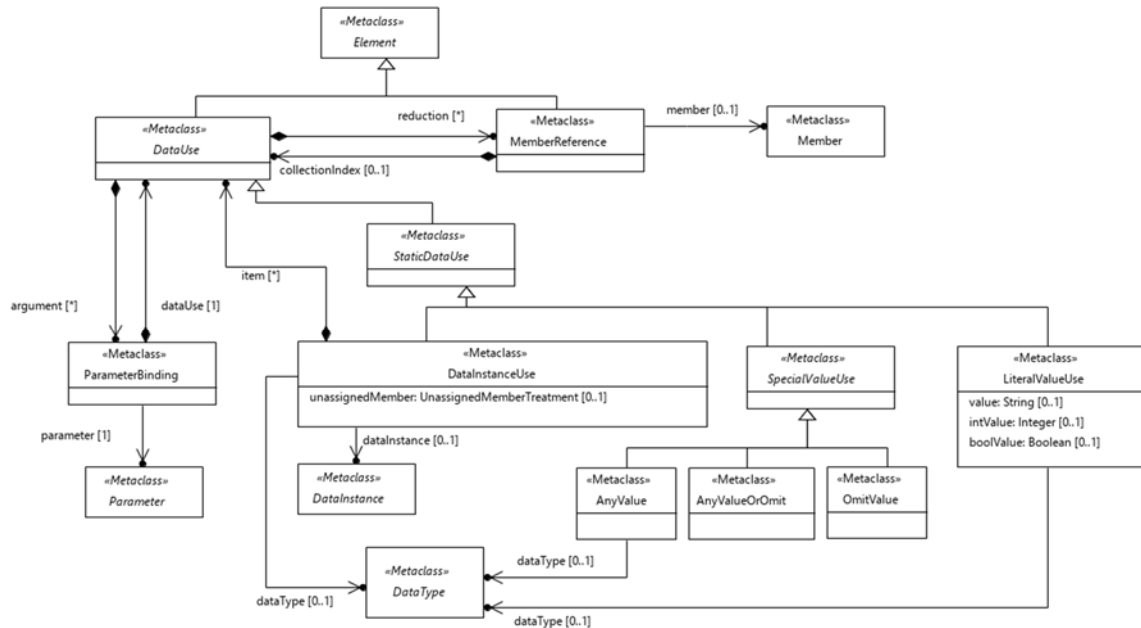 «Metaclass»
Element
«Metaclass»
DataUse
reduction [*]
«Metaclass»
MemberReference
member [0..1]
«Metaclass»
Member
collectionIndex [0..1]
«Metaclass»
StaticDataUse
item [*]
argument [*]
dataUse [1]
«Metaclass»
ParameterBinding
«Metaclass»
DataInstanceUse
unassignedMember: UnassignedMemberTreatment [0..1]
«Metaclass»
SpecialValueUse
«Metaclass»
LiteralValueUse
value: String [0..1]
intValue: Integer [0..1]
boolValue: Boolean [0..1]
parameter [1]
dataInstance [0..1]
«Metaclass»
Parameter
«Metaclass»
DataInstance
«Metaclass»
AnyValue
«Metaclass»
AnyValueOrOmit
«Metaclass»
OmitValue
dataType [0..1]
«Metaclass»
DataType
dataType [0..1]
dataType [0..1]